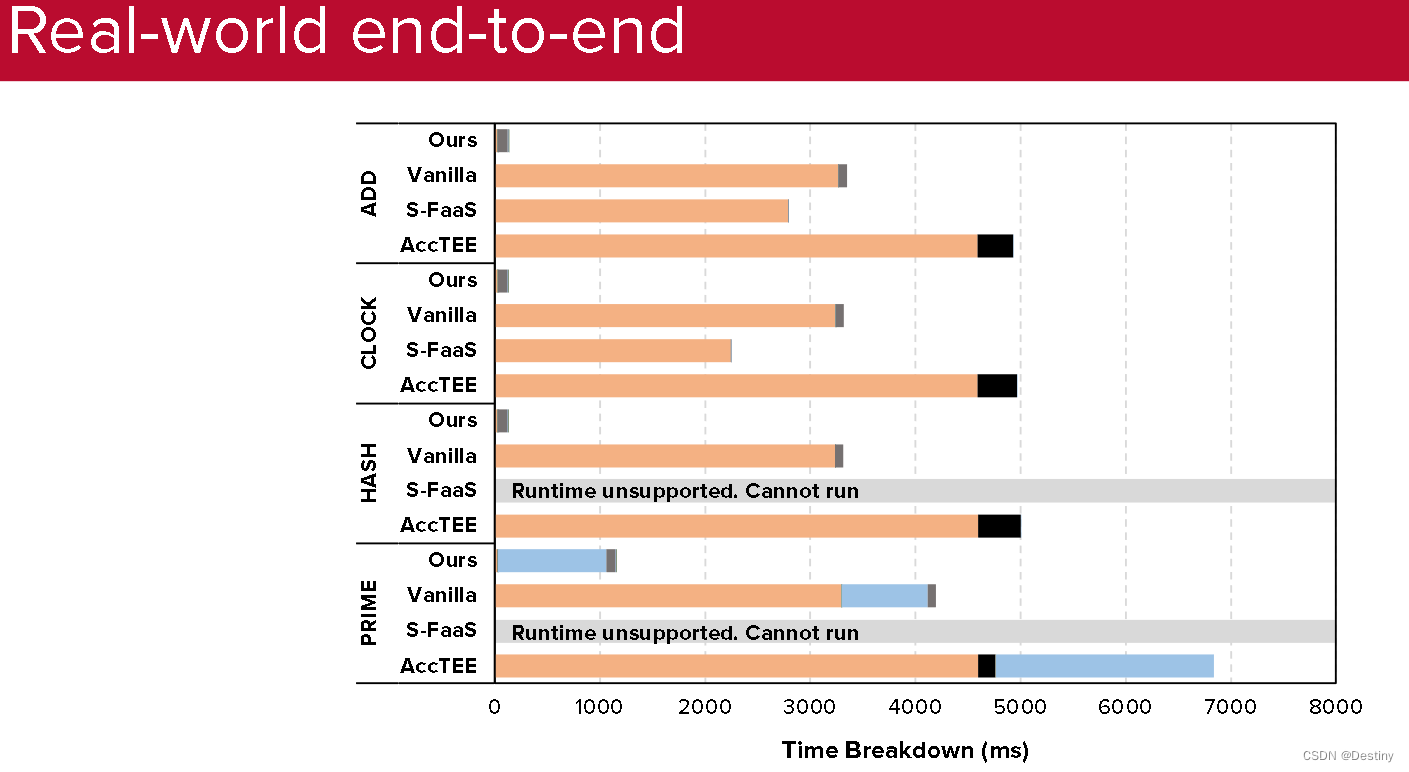 Real-world end-to-end
ADD
Ours
Vanilla
S-FaaS
AccTEE
CLOCK
Ours
Vanilla
S-FaaS
AccTEE
HASH
Ours
Vanilla
S-FaaS Runtime unsupported. Cannot run
AccTEE
PRIME
Ours
Vanilla
S-FaaS Runtime unsupported. Cannot run
AccTEE
0 1000 2000 3000 4000 5000 6000 7000 8000
Time Breakdown (ms)
CSDN @Destiny